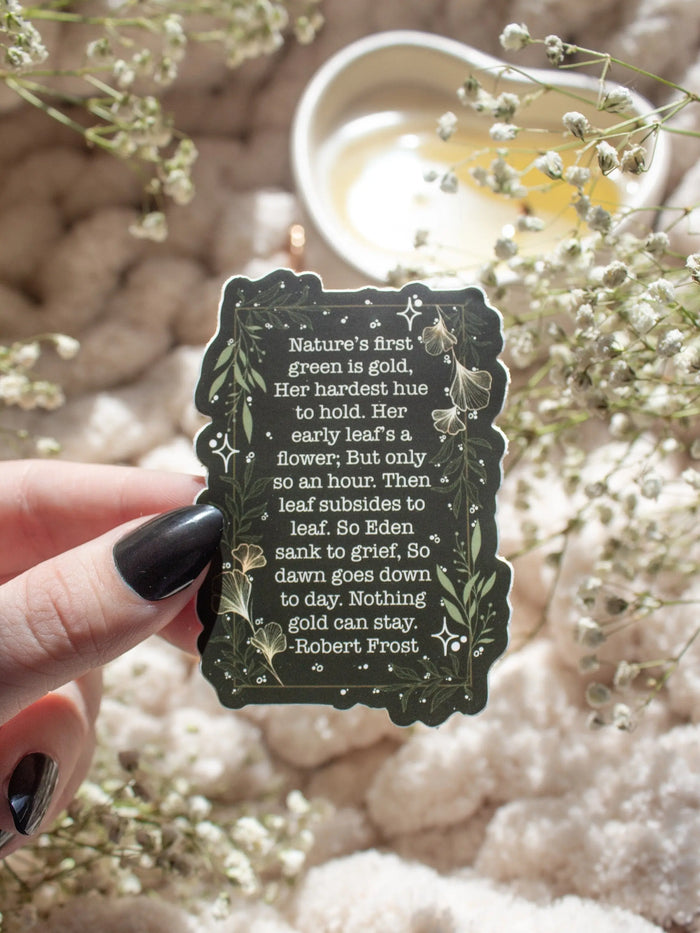 Nature's first
green is gold,
Her hardest hue
to hold. Her
early leaf's a
flower; But only
so an hour. Then
leaf subsides to
leaf. So Eden
sank to grief, So
dawn goes down
to day. Nothing
gold can stay.
-Robert Frost